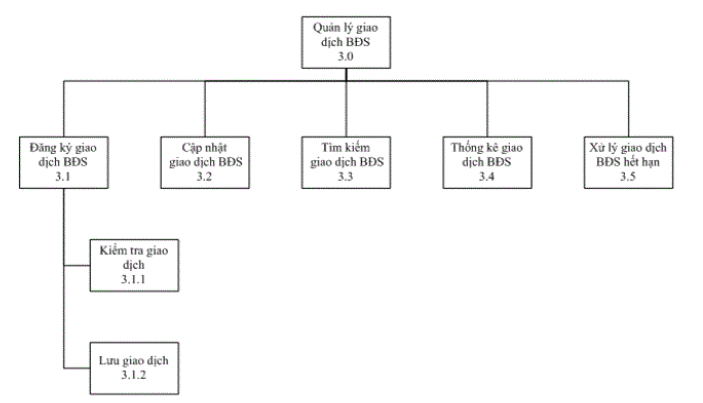 Quản lý giao
dịch BĐS
3.0
Đăng ký giao
dịch BĐS
3.1
Cập nhật
giao dịch BĐS
3.2
Tìm kiếm
giao dịch BĐS
3.3
Thống kê giao
dịch BĐS
3.4
Xử lý giao dịch
BĐS hết hạn
3.5
Kiểm tra giao
dịch
3.1.1
Lưu giao dịch
3.1.2